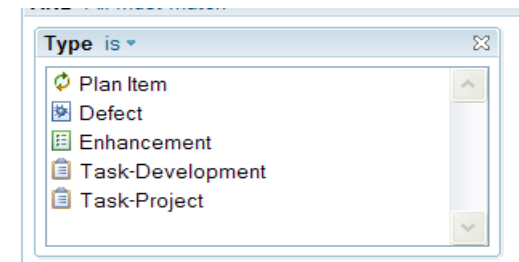 Type is
Plan Item
Defect
Enhancement
Task-Development
Task-Project